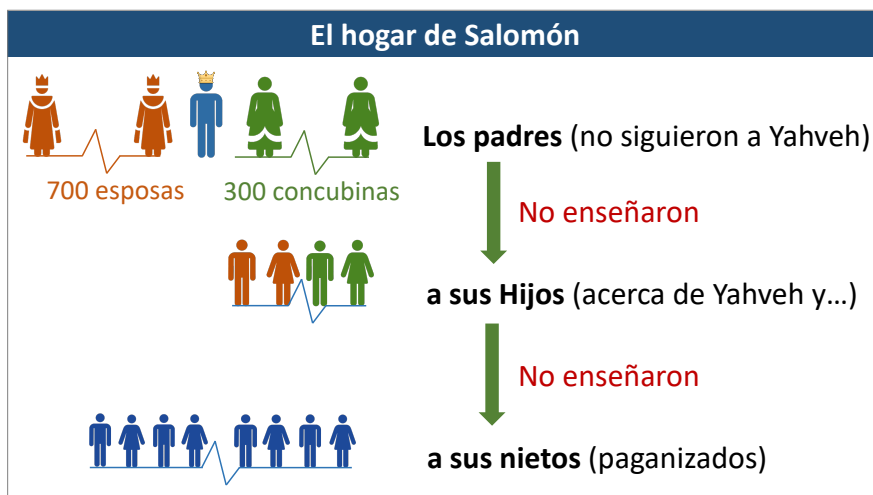 El hogar de Salomón
Los padres (no siguieron a Yahveh)
700 esposas
300 concubinas
No enseñaron
a sus Hijos (acerca de Yahveh y...)
No enseñaron
a sus nietos (paganizados)